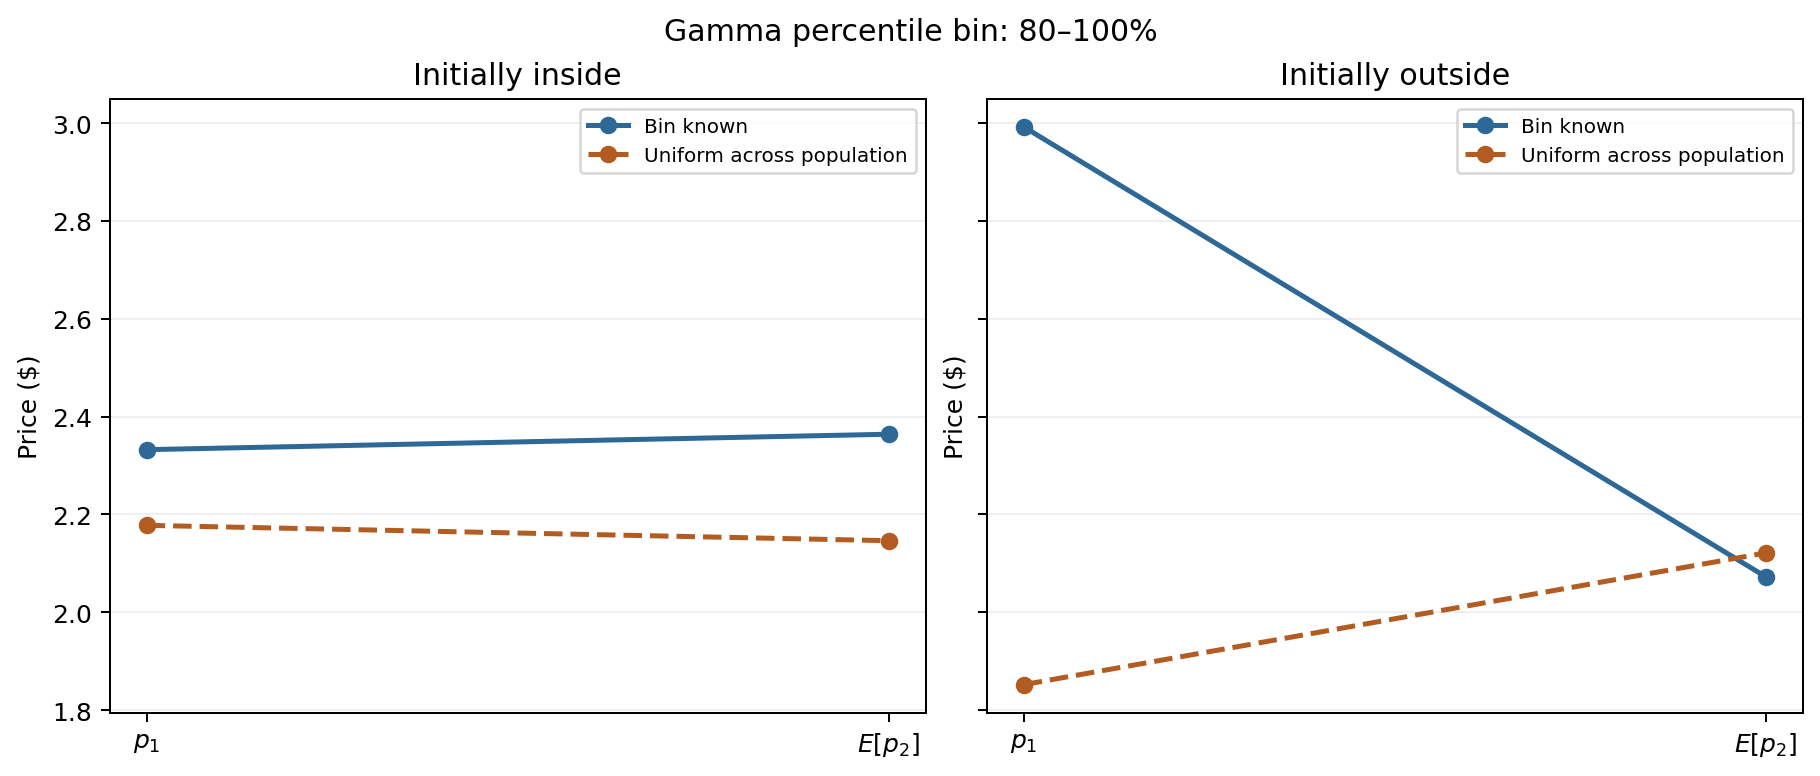 Gamma percentile bin: 80–100%
Initially inside
Price ($)
3.0
2.8
2.6
2.4
2.2
2.0
1.8
Bin known
Uniform across population
p1
E[p2]
Initially outside
Price ($)
Bin known
Uniform across population
p1
E[p2]